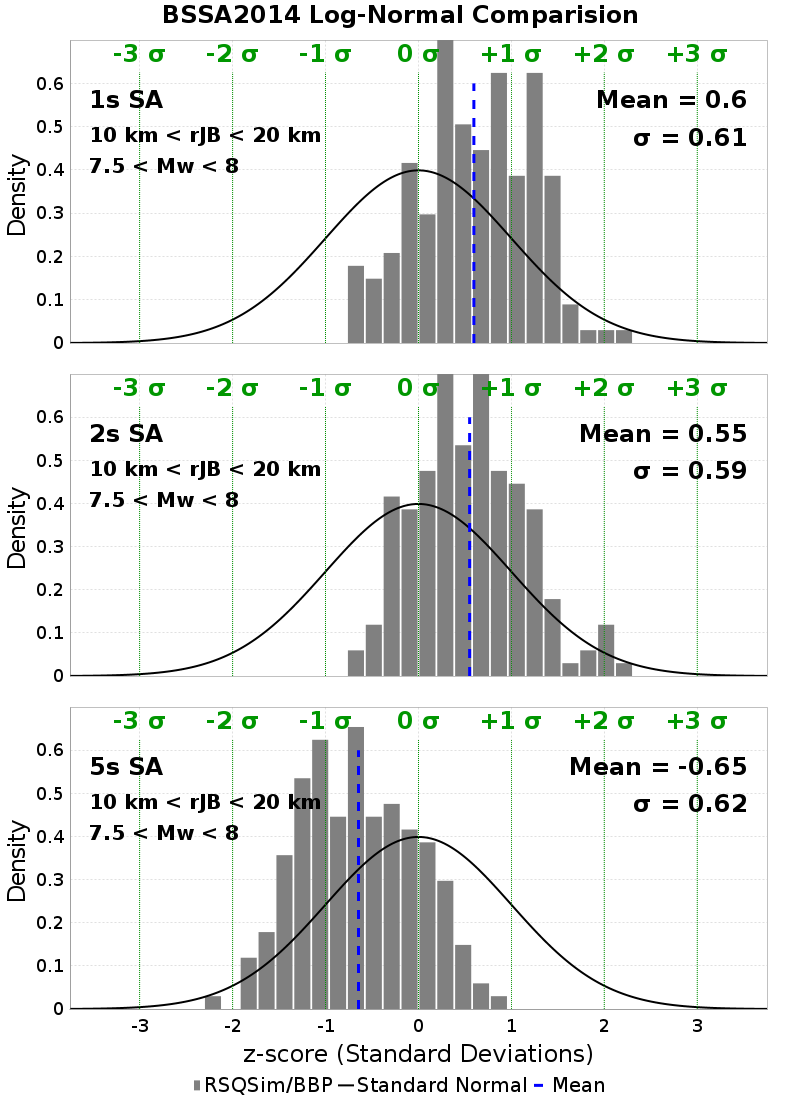 BSSA2014 Log-Normal Comparision
-3 σ -2 σ -1 σ 0 σ +1 σ +2 σ +3 σ
1s SA
Mean = 0.6
10 km < rJB < 20 km
σ = 0.61
7.5 < Mw < 8
Density
0.6
0.5
0.4
0.3
0.2
0.1
0
-3 σ -2 σ -1 σ 0 σ +1 σ +2 σ +3 σ
2s SA
Mean = 0.55
10 km < rJB < 20 km
σ = 0.59
7.5 < Mw < 8
Density
0.6
0.5
0.4
0.3
0.2
0.1
0
-3 σ -2 σ -1 σ 0 σ +1 σ +2 σ +3 σ
5s SA
Mean = -0.65
10 km < rJB < 20 km
σ = 0.62
7.5 < Mw < 8
Density
0.6
0.5
0.4
0.3
0.2
0.1
0
-3 -2 -1 0 1 2 3
z-score (Standard Deviations)
RSQSim/BBP Standard Normal Mean